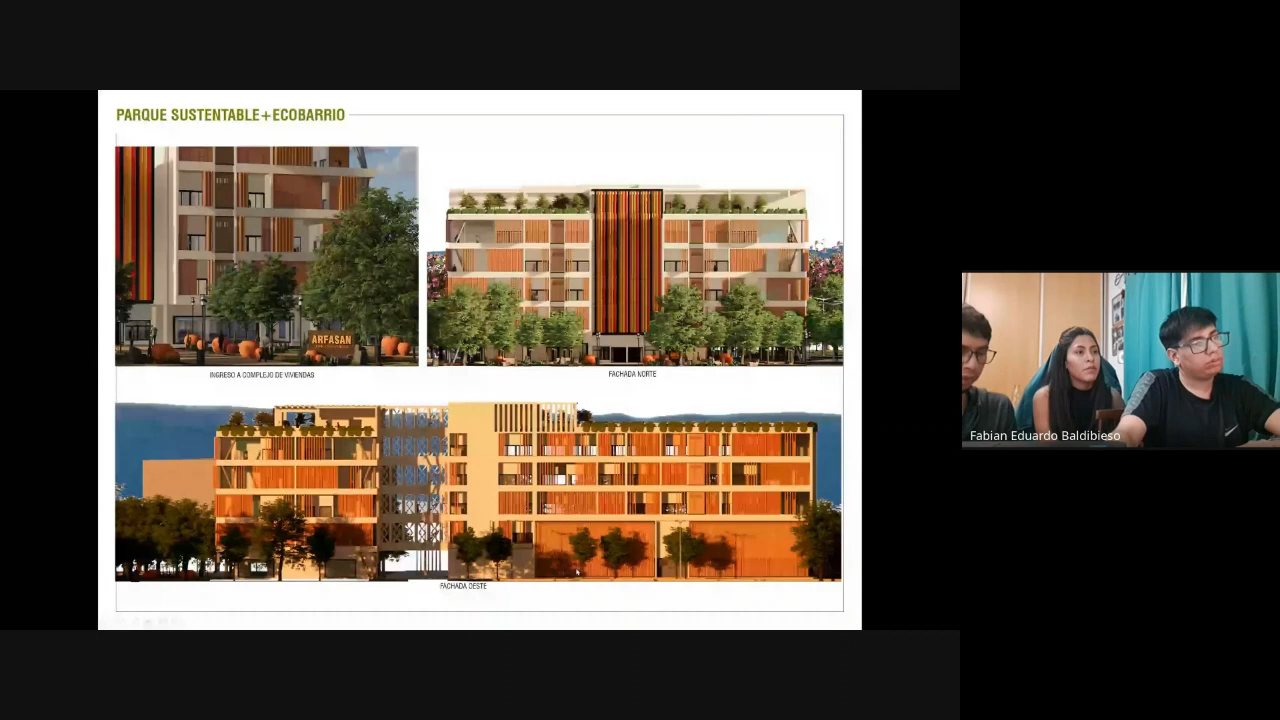 PARQUE SUSTENTABLE+ECOBARRIO
ARFASAN
INGRESO A COMPLEJO DE VIVIENDAS
FACHADA NORTE
FACHADA OESTE
Fabian Eduardo Baldibieso